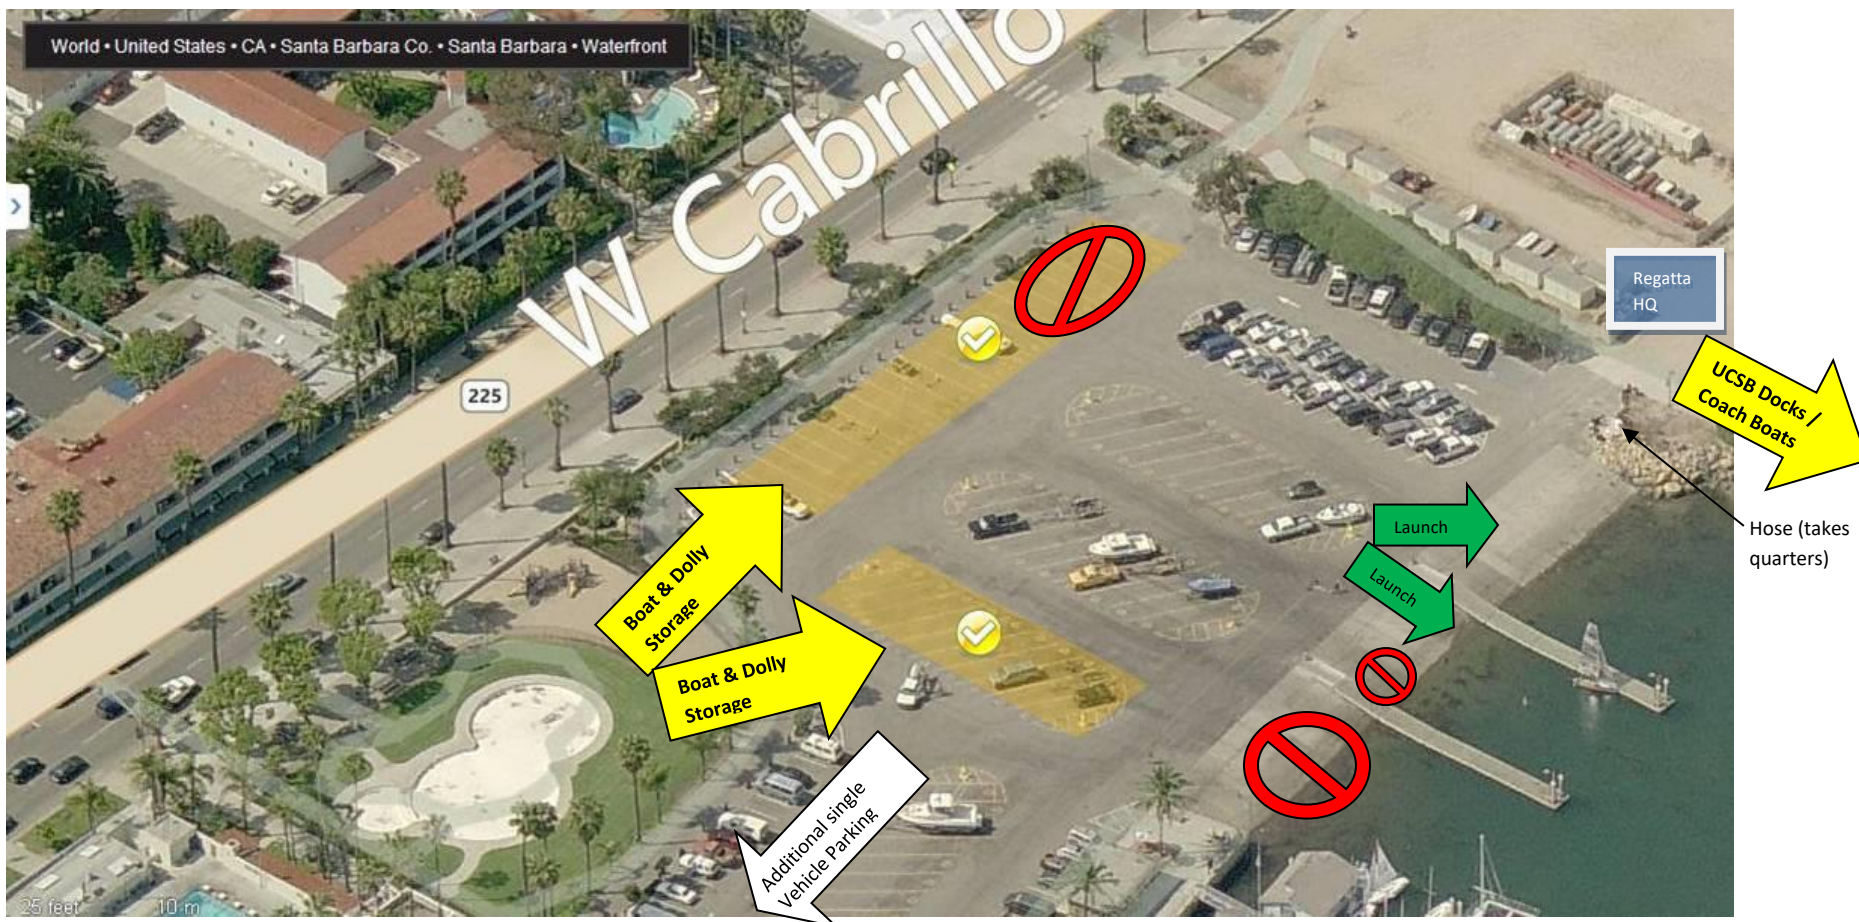 World • United States • CA • Santa Barbara Co. • Santa Barbara • Waterfront
W Cabrillo
225
Regatta
HQ
UCSB Docks /
Coach Boats
Hose (takes
quarters)
Launch
Launch
Boat & Dolly
Storage
Boat & Dolly
Storage
Additional single
Vehicle Parking
25 feet
10 m